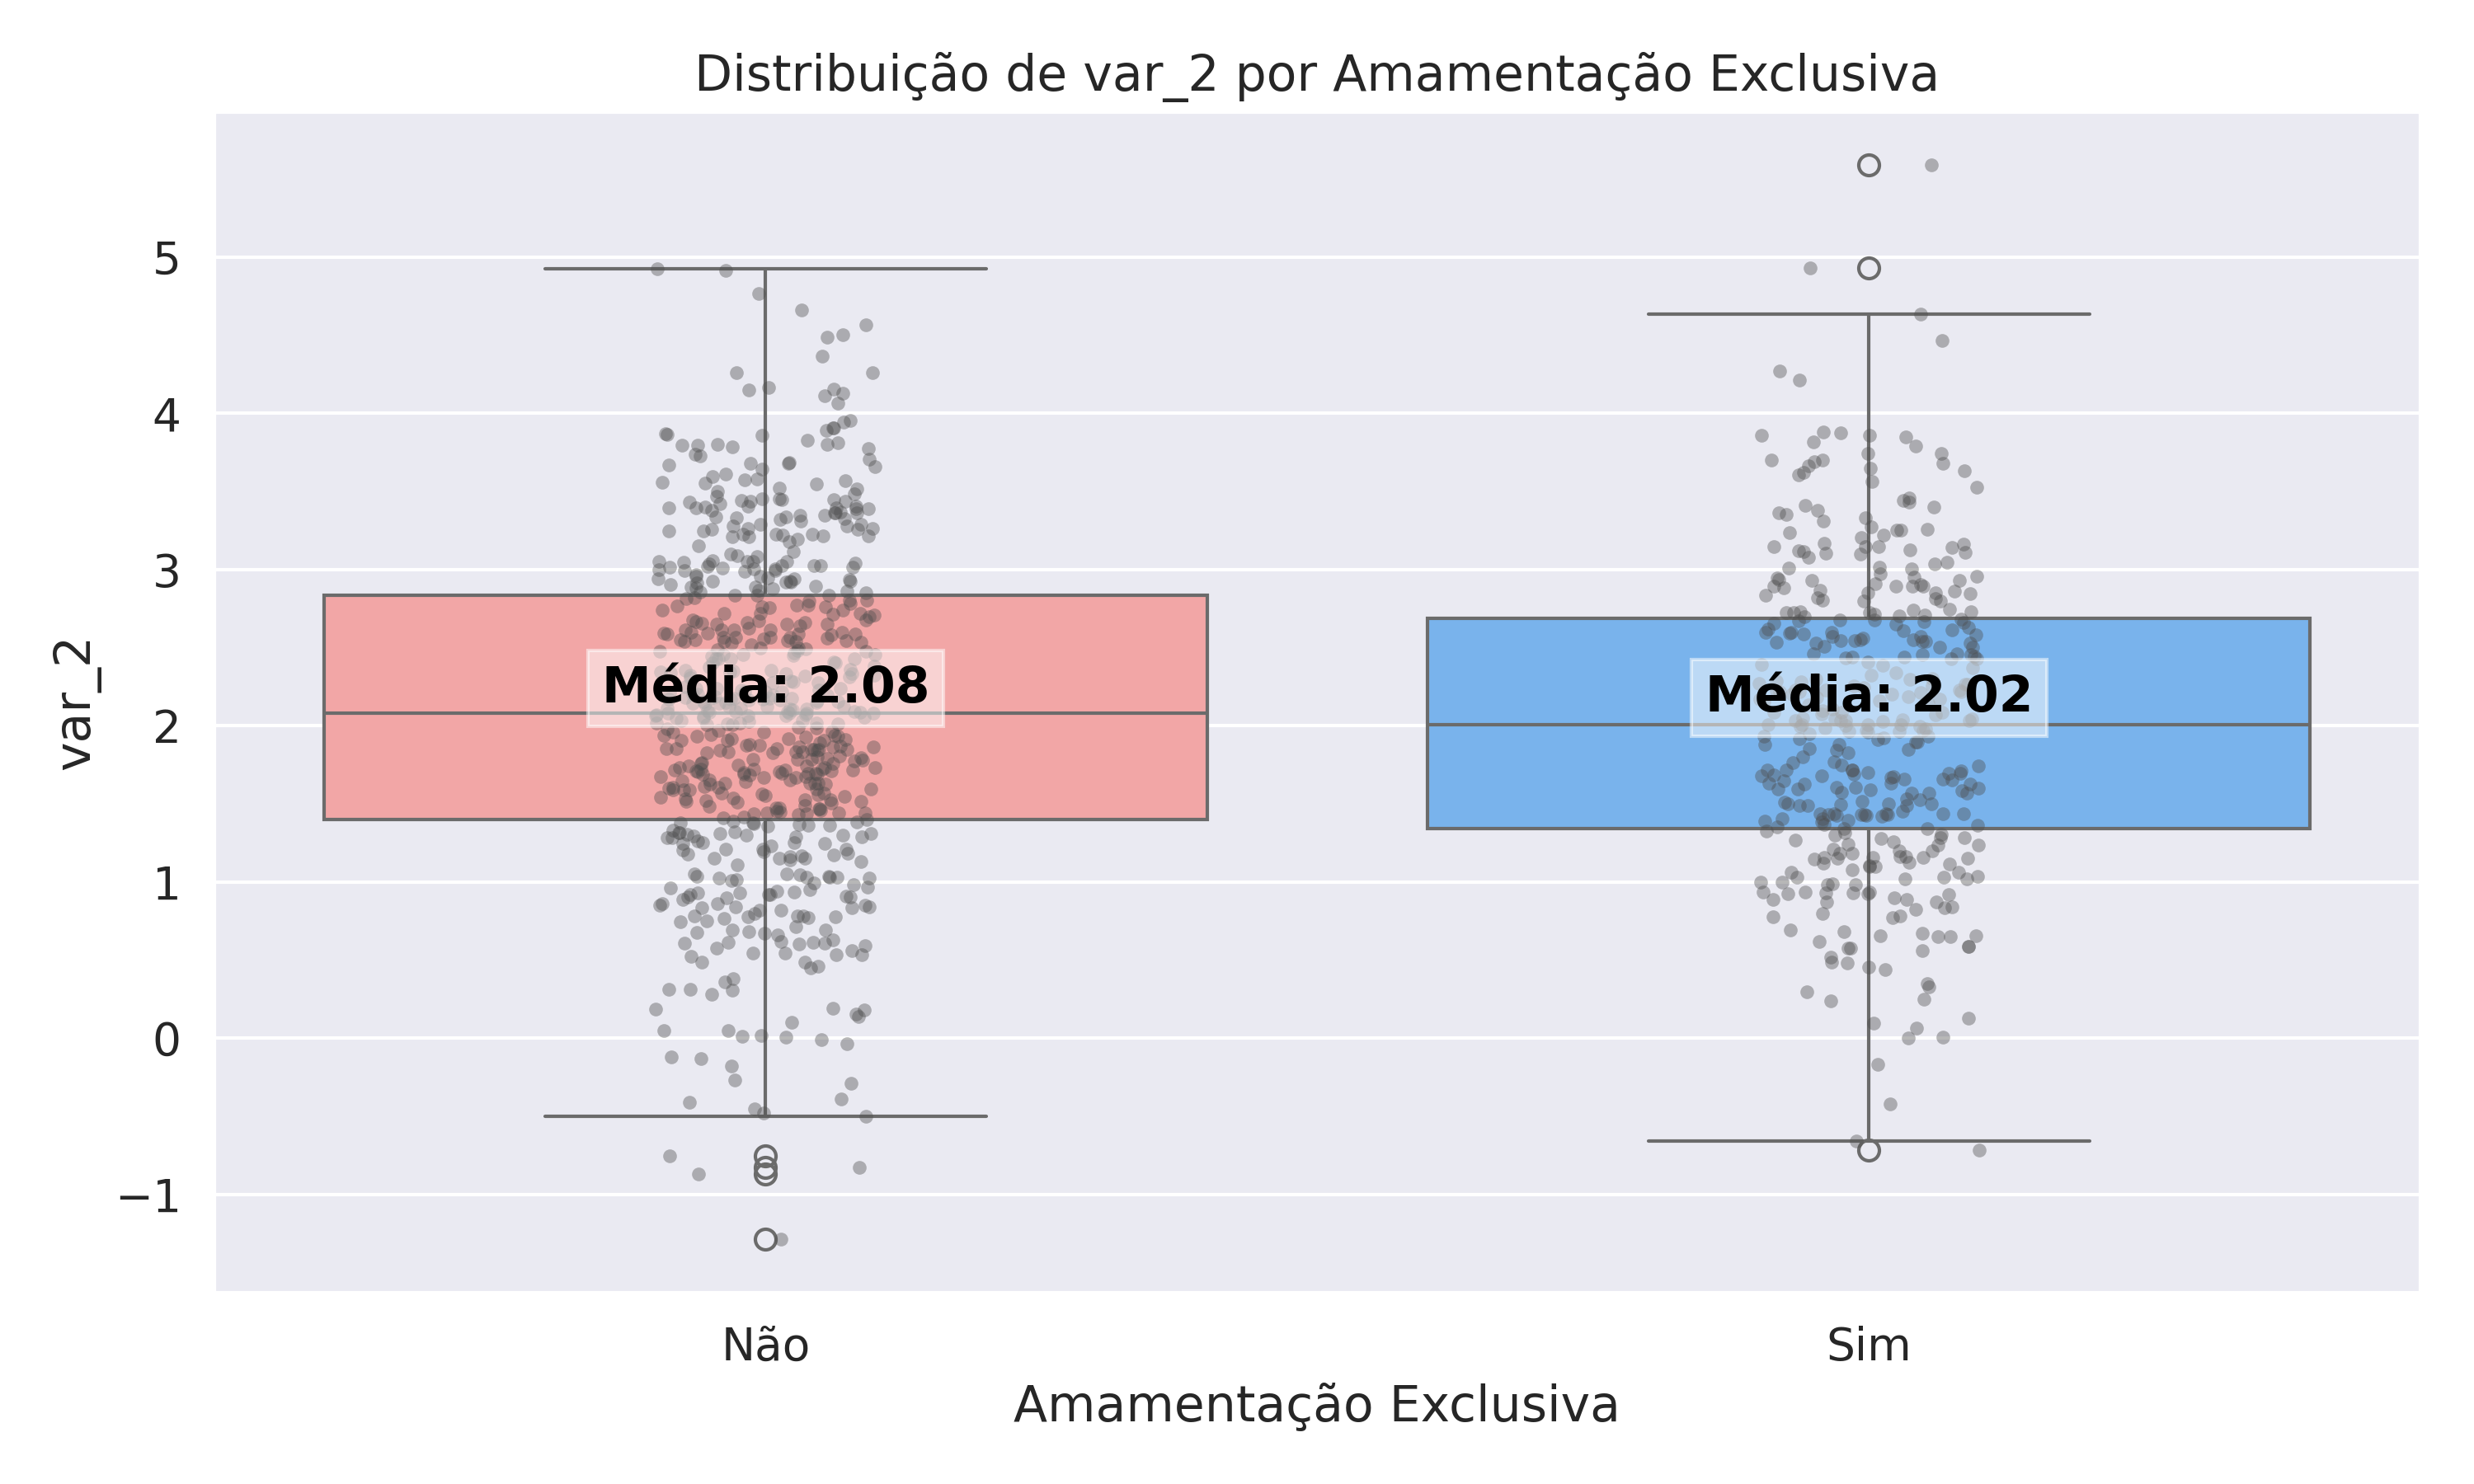 Distribuição de var_2 por Amamentação Exclusiva
var_2
5
4
3
2
1
0
−1
Média: 2.08
Média: 2.02
Não
Sim
Amamentação Exclusiva